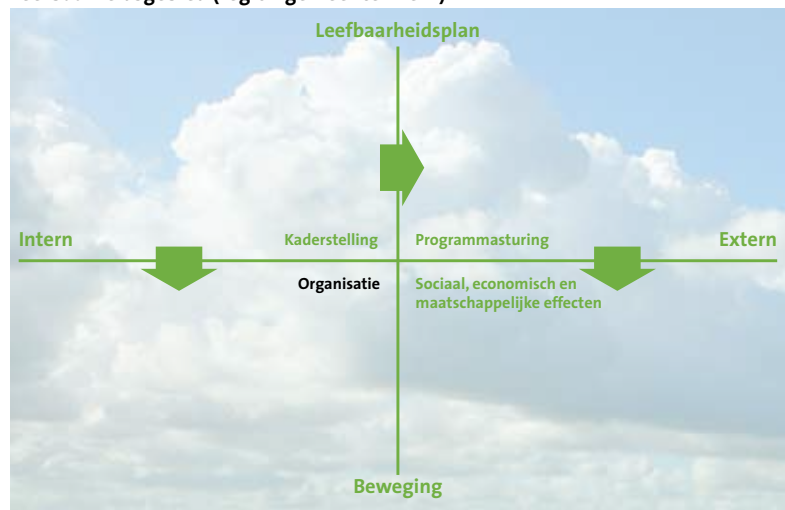 Leefbaarheidsplan
Intern
Kaderstelling
Programmasturing
Extern
Organisatie
Sociaal, economisch en
maatschappelijke effecten
Beweging